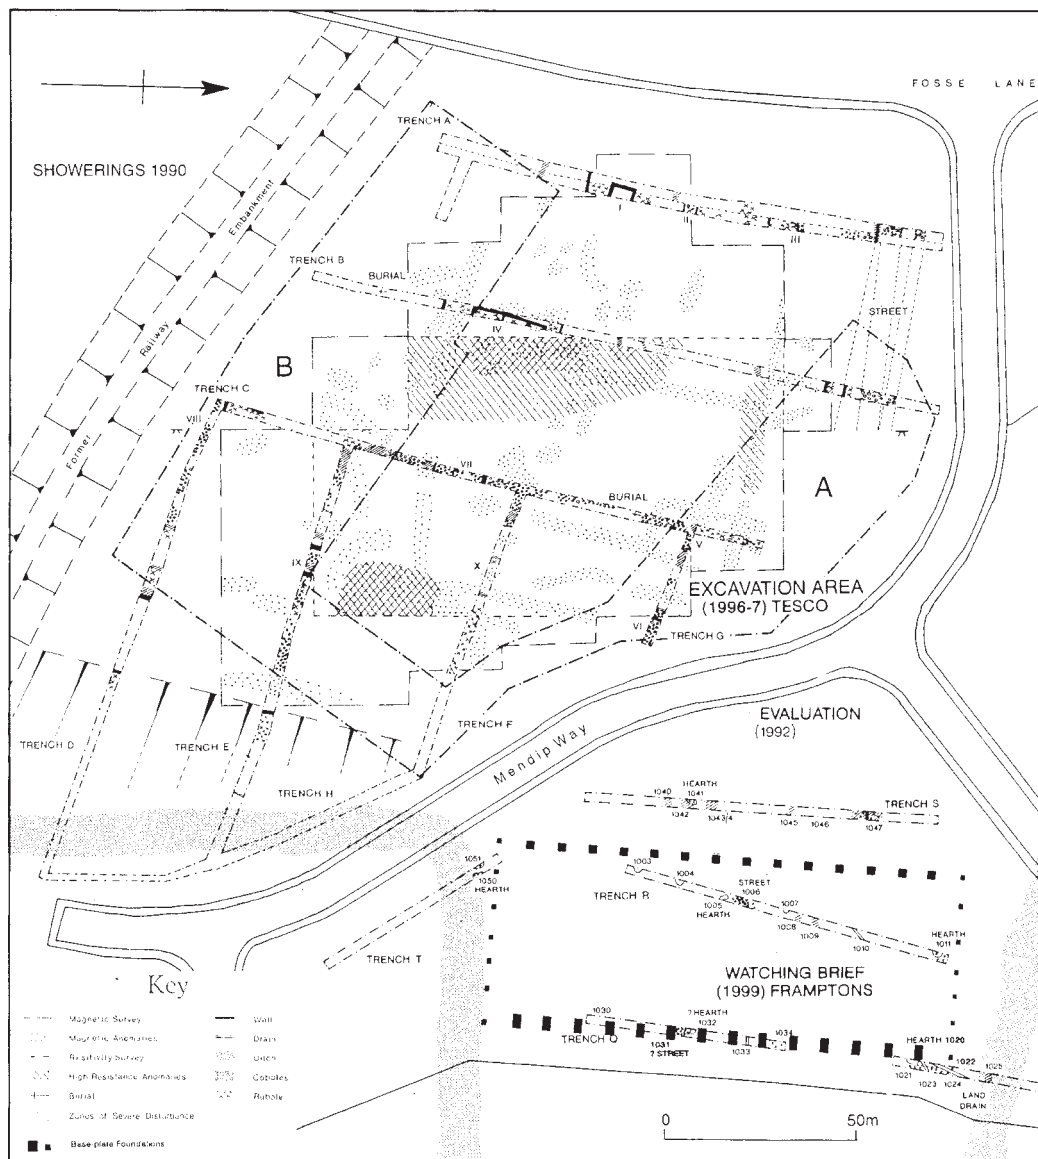 FOSSE LANE
TRENCH A
SHOWERINGS 1990
Embankment
Railway
Former
TRENCH B
BURIAL
I
II
III
IV
STREET
B
TRENCH C
VIII
VII
BURIAL
A
V
IX
X
EXCAVATION AREA
(1996-7) TESCO
VI
TRENCH G
TRENCH D
TRENCH E
TRENCH F
TRENCH H
Mendip Way
EVALUATION
(1992)
HEARTH
1040
1041
1042
1043/4
1045
1046
1047
TRENCH S
1051
1050
HEARTH
1003
1004
TRENCH R
STREET
1006
1005
HEARTH
1007
1008
1009
1010
HEARTH
1011
TRENCH T
WATCHING BRIEF
(1999) FRAMPTONS
1030
? HEARTH
1032
1034
TRENCH Q
1031
? STREET
1033
HEARTH 1020
1022
1021
1023
1024
1025
LAND
DRAIN
Key
Magnetic Survey
Magnetic Anomalies
Resistivity Survey
High Resistance Anomalies
Burial
Zones of Severe Disturbance
Base-plate Foundations
Wall
Drain
Ditch
Cobbles
Rubble
0
50m